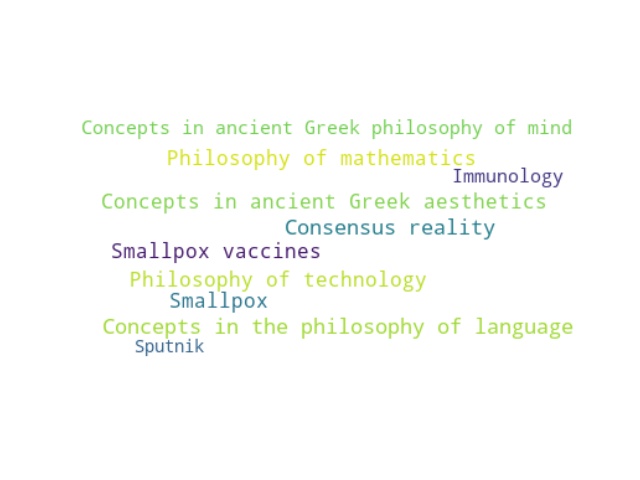 Concepts in ancient Greek philosophy of mind
Philosophy of mathematics
Immunology
Concepts in ancient Greek aesthetics
Consensus reality
Smallpox vaccines
Philosophy of technology
Smallpox
Concepts in the philosophy of language
Sputnik